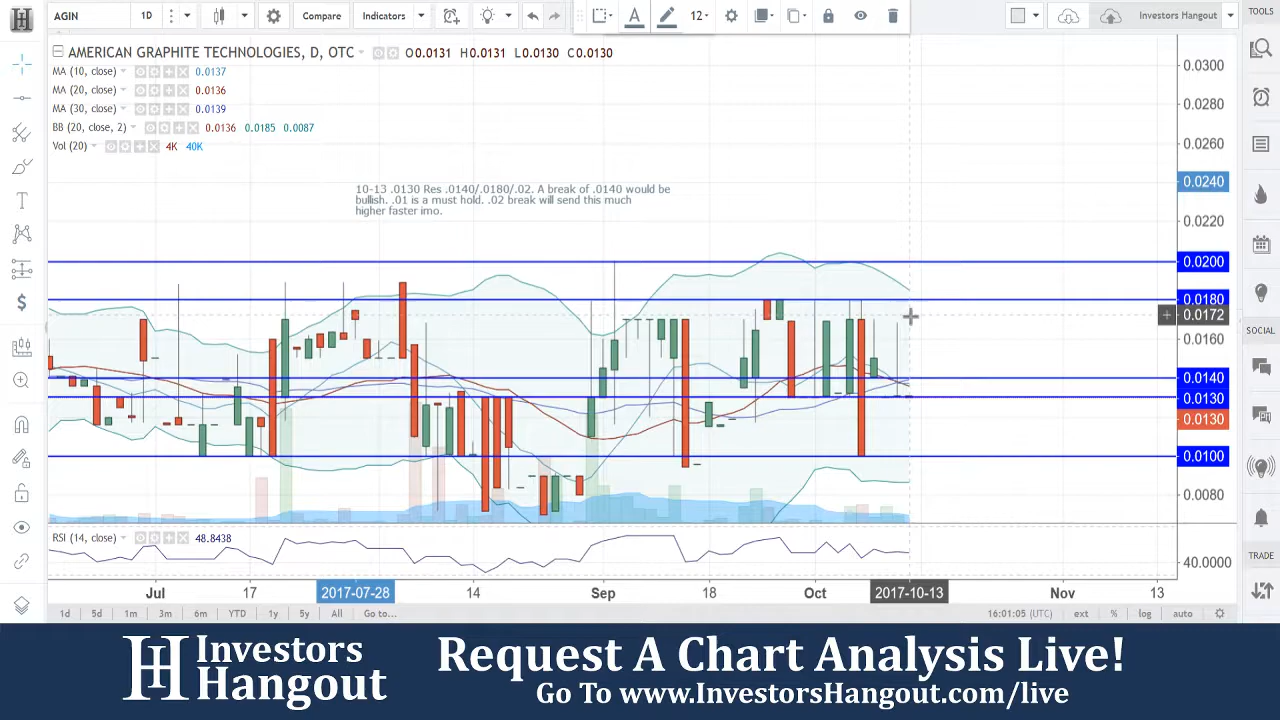 AGIN 1D Compare Indicators 12 Investors Hangout TOOLS
AMERICAN GRAPHITE TECHNOLOGIES, D, OTC O0.0131 H0.0131 L0.0130 C0.0130
MA (10, close) 0.0137
MA (20, close) 0.0136
MA (30, close) 0.0139
BB (20, close, 2) 0.0136 0.0185 0.0087
Vol (20) 4K 40K
10-13 .0130 Res .0140/.0180/.02. A break of .0140 would be
bullish. .01 is a must hold. .02 break will send this much
higher faster imo.
0.0300
0.0280
0.0260
0.0240
0.0220
0.0200
0.0180
0.0172
0.0160
0.0140
0.0130
0.0130
0.0100
0.0080
SOCIAL
RSI (14, close) 48.8438
40.0000
TRADE
Jul 17 2017-07-28 14 Sep 18 Oct 2017-10-13 Nov 13
1d 5d 1m 3m 6m YTD 1y 5y All Go to... 16:01:05 (UTC) ext % log auto
H Investors
Hangout
Request A Chart Analysis Live!
Go To www.InvestorsHangout.com/live